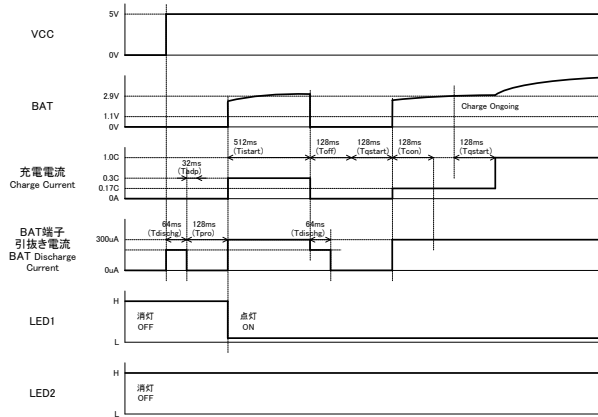 5V
VCC
0V
2.9V
BAT
Charge Ongoing
1.1V
0V
512ms
(Tistart)
128ms
(Toff)
128ms
(Tqstart)
128ms
(Tcon)
128ms
(Tqstart)
1.0C
32ms
(Tadp)
充電電流
Charge Current
0.3C
0.17C
0A
BAT端子
引抜き電流
BAT Discharge
Current
64ms
(Tdischg)
128ms
(Tpro)
64ms
(Tdischg)
300uA
0uA
H
消灯
OFF
点灯
ON
LED1
L
H
消灯
OFF
LED2
L